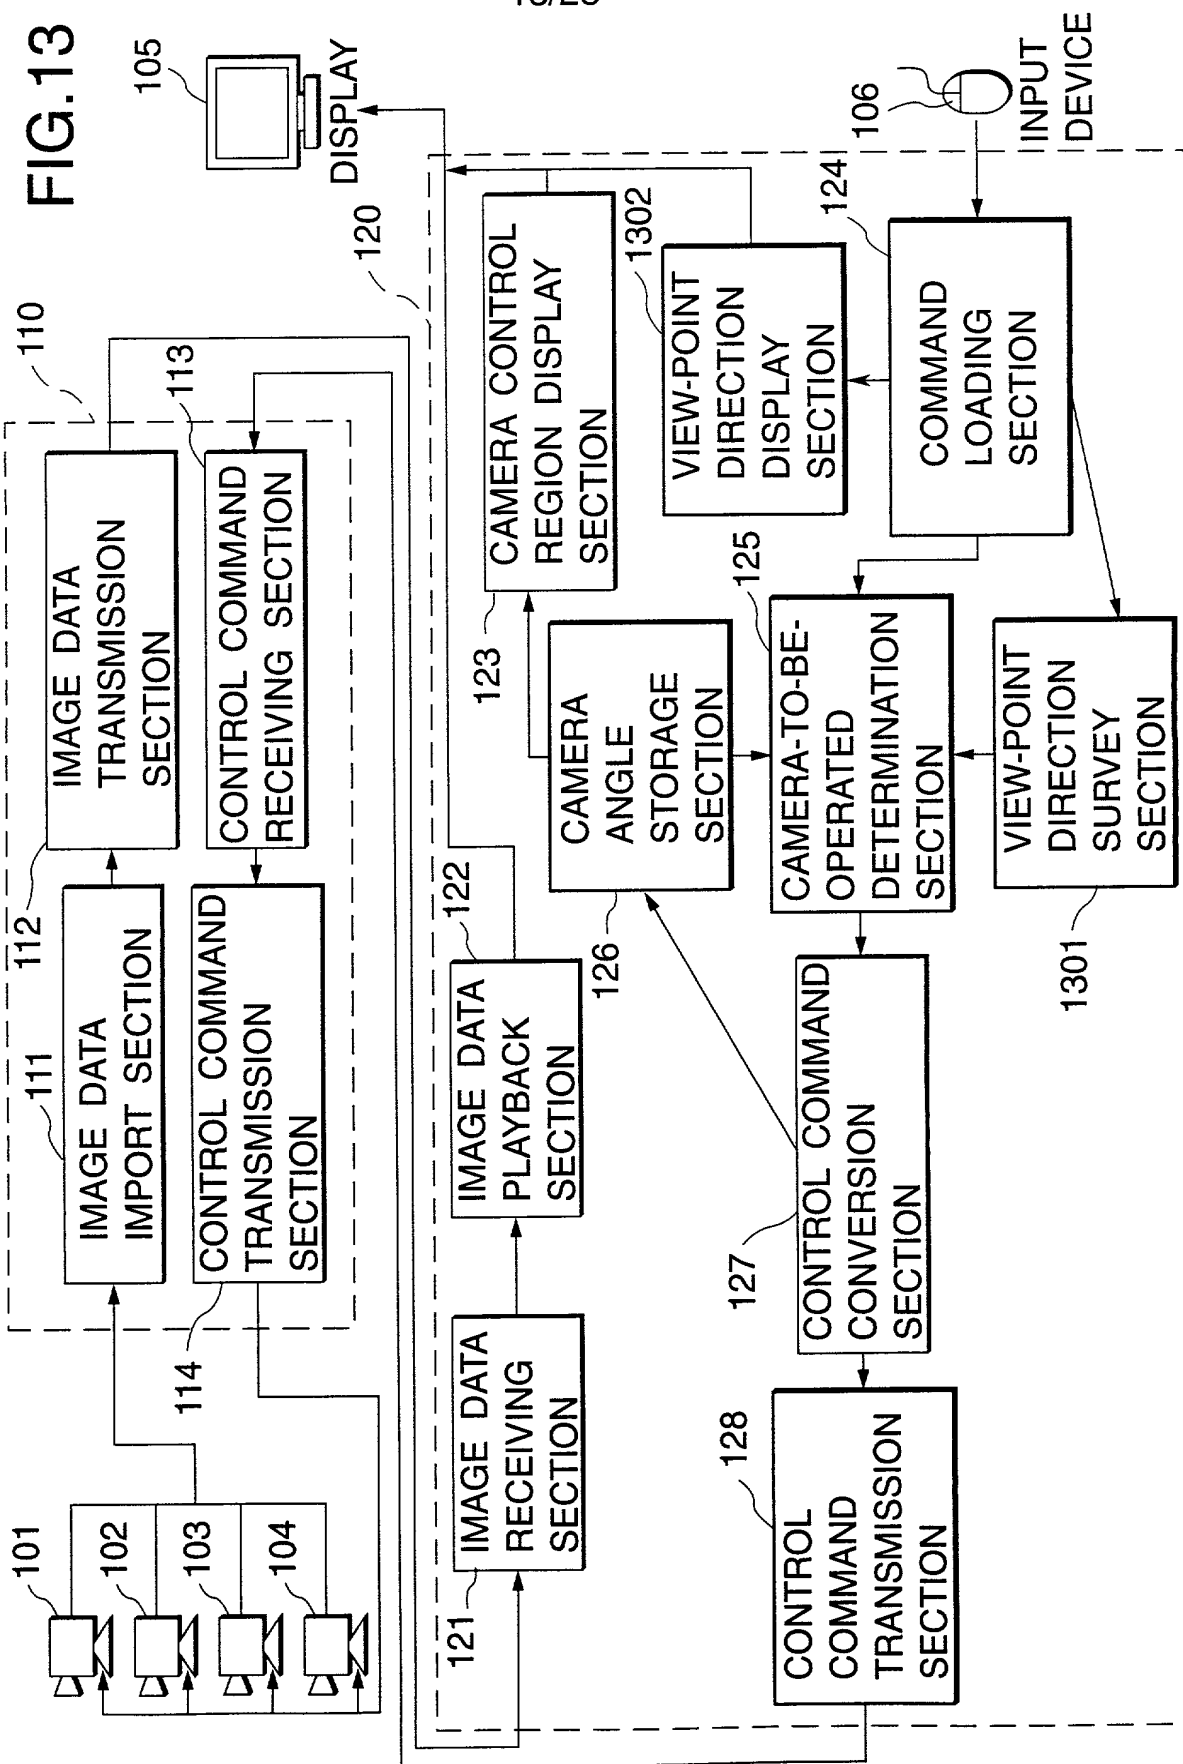 FIG.13
101
102
103
104
110
111
IMAGE DATA
IMPORT SECTION
112
IMAGE DATA
TRANSMISSION
SECTION
113
CONTROL COMMAND
RECEIVING SECTION
114
CONTROL COMMAND
TRANSMISSION
SECTION
105
DISPLAY
120
121
IMAGE DATA
RECEIVING
SECTION
122
IMAGE DATA
PLAYBACK
SECTION
123
CAMERA CONTROL
REGION DISPLAY
SECTION
126
CAMERA
ANGLE
STORAGE
SECTION
1302
VIEW-POINT
DIRECTION
DISPLAY
SECTION
128
CONTROL
COMMAND
TRANSMISSION
SECTION
127
CONTROL COMMAND
CONVERSION
SECTION
125
CAMERA-TO-BE-
OPERATED
DETERMINATION
SECTION
124
COMMAND
LOADING
SECTION
106
INPUT
DEVICE
1301
VIEW-POINT
DIRECTION
SURVEY
SECTION